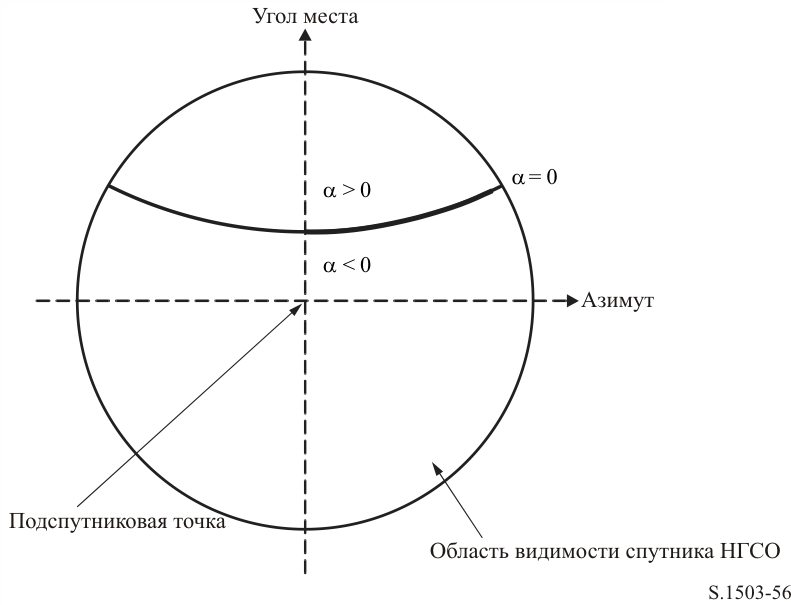 Угол места
α > 0
α = 0
α < 0
Азимут
Подспутниковая точка
Область видимости спутника НГСО
S.1503-56